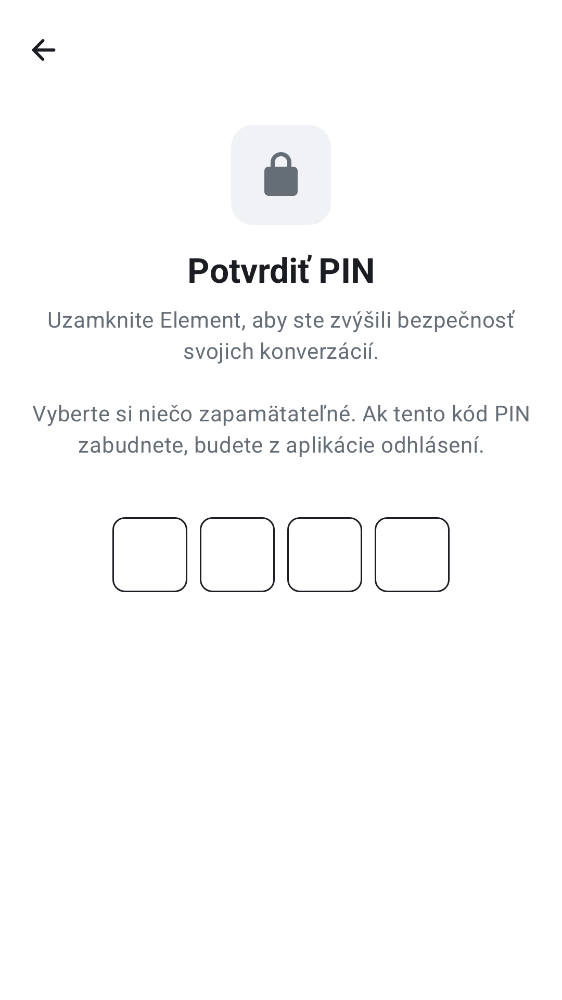 Potvrdiť PIN
Uzamknite Element, aby ste zvýšili bezpečnosť
svojich konverzácií.
Vyberte si niečo zapamätateľné. Ak tento kód PIN
zabudnete, budete z aplikácie odhlásení.